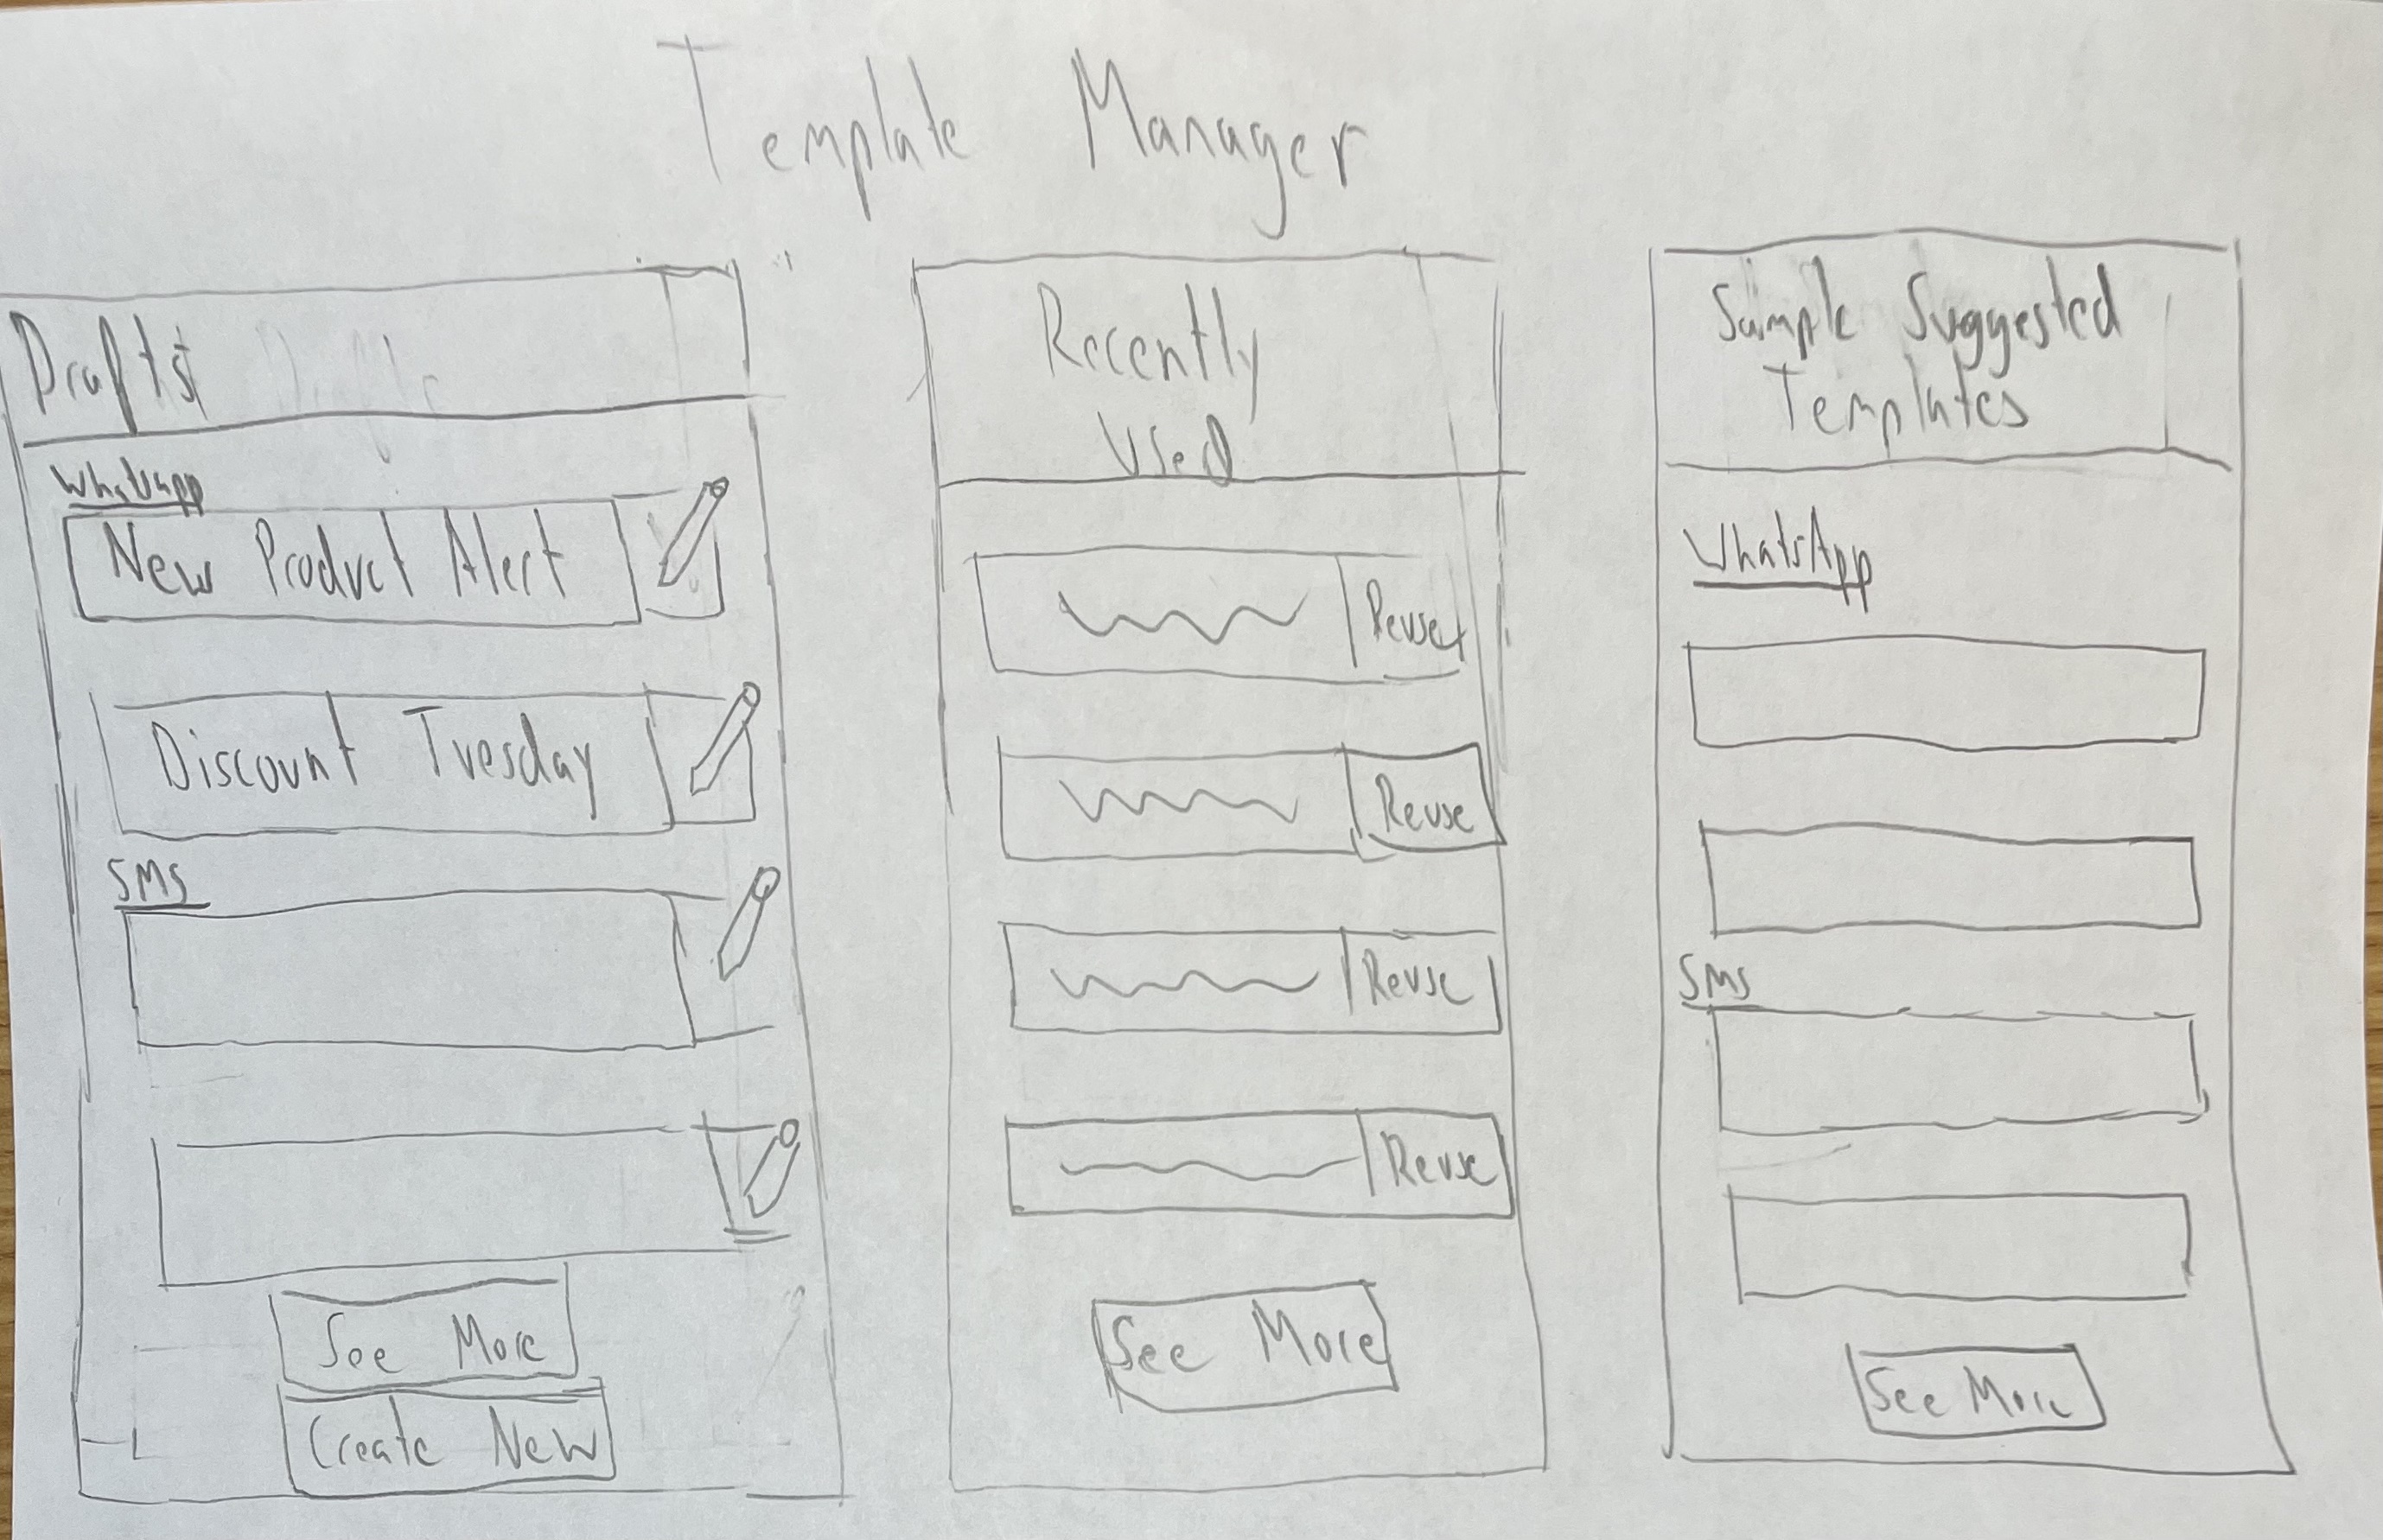 Template Manager
Drafts
Whatsapp
New Product Alert
Discount Tuesday
SMS
See More
Create New
Recently
Used
Reuse
Reuse
Reuse
Reuse
See More
Sample Suggested
Templates
WhatsApp
SMS
See More